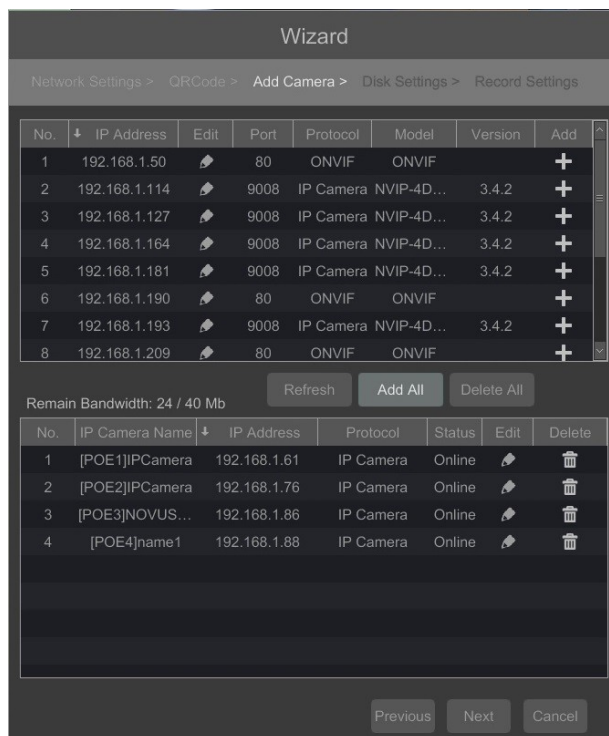 Wizard
Network Settings > QRCode > Add Camera > Disk Settings > Record Settings
No. IP Address Edit Port Protocol Model Version Add
1 192.168.1.50 80 ONVIF ONVIF
2 192.168.1.114 9008 IP Camera NVIP-4D... 3.4.2
3 192.168.1.127 9008 IP Camera NVIP-4D... 3.4.2
4 192.168.1.164 9008 IP Camera NVIP-4D... 3.4.2
5 192.168.1.181 9008 IP Camera NVIP-4D... 3.4.2
6 192.168.1.190 80 ONVIF ONVIF
7 192.168.1.193 9008 IP Camera NVIP-4D... 3.4.2
8 192.168.1.209 80 ONVIF ONVIF
Refresh Add All Delete All
Remain Bandwidth: 24 / 40 Mb
No. IP Camera Name IP Address Protocol Status Edit Delete
1 [POE1]IPCamera 192.168.1.61 IP Camera Online
2 [POE2]IPCamera 192.168.1.76 IP Camera Online
3 [POE3]NOVUS... 192.168.1.86 IP Camera Online
4 [POE4]name1 192.168.1.88 IP Camera Online
Previous Next Cancel